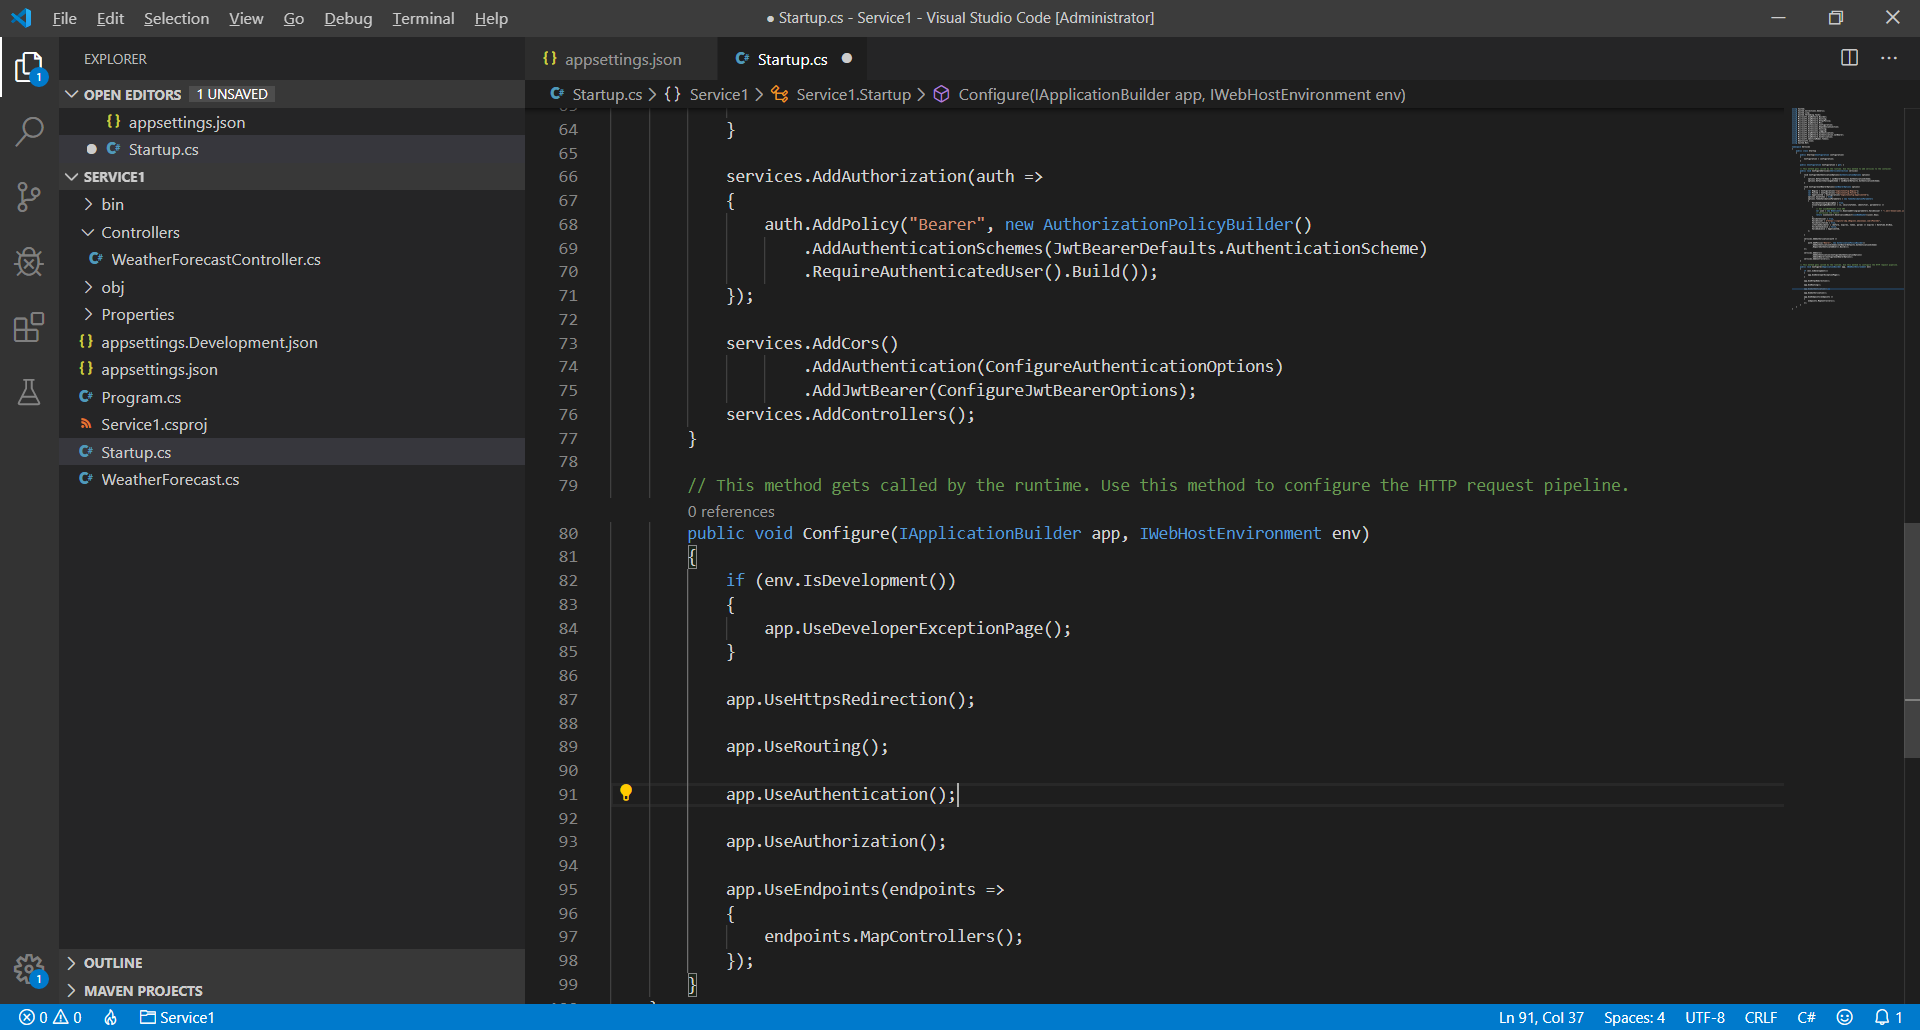 File Edit Selection View Go Debug Terminal Help
● Startup.cs - Service1 - Visual Studio Code [Administrator]
EXPLORER
OPEN EDITORS 1 UNSAVED
{} appsettings.json
● C# Startup.cs
SERVICE1
bin
Controllers
C# WeatherForecastController.cs
obj
Properties
{} appsettings.Development.json
{} appsettings.json
C# Program.cs
Service1.csproj
C# Startup.cs
C# WeatherForecast.cs
OUTLINE
MAVEN PROJECTS
1
1
{} appsettings.json
C# Startup.cs ●
C# Startup.cs > {} Service1 > Service1.Startup > Configure(IApplicationBuilder app, IWebHostEnvironment env)
64 }
65
66 services.AddAuthorization(auth =>
67 {
68 auth.AddPolicy("Bearer", new AuthorizationPolicyBuilder()
69 .AddAuthenticationSchemes(JwtBearerDefaults.AuthenticationScheme)
70 .RequireAuthenticatedUser().Build());
71 });
72
73 services.AddCors()
74 .AddAuthentication(ConfigureAuthenticationOptions)
75 .AddJwtBearer(ConfigureJwtBearerOptions);
76 services.AddControllers();
77 }
78
79 // This method gets called by the runtime. Use this method to configure the HTTP request pipeline.
0 references
80 public void Configure(IApplicationBuilder app, IWebHostEnvironment env)
81 {
82 if (env.IsDevelopment())
83 {
84 app.UseDeveloperExceptionPage();
85 }
86
87 app.UseHttpsRedirection();
88
89 app.UseRouting();
90
91 app.UseAuthentication();
92
93 app.UseAuthorization();
94
95 app.UseEndpoints(endpoints =>
96 {
97 endpoints.MapControllers();
98 });
99 }
0 0 Service1
Ln 91, Col 37 Spaces: 4 UTF-8 CRLF C# 1